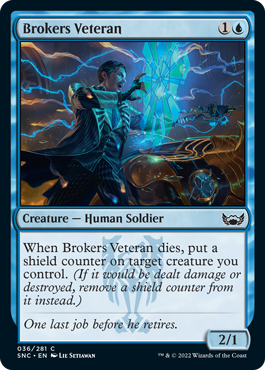 Brokers Veteran 1
Creature — Human Soldier
When Brokers Veteran dies, put a
shield counter on target creature you
control. (If it would be dealt damage or
destroyed, remove a shield counter from
it instead.)
One last job before he retires.
2/1
036/281 C
SNC • EN Lie Setiawan
™ & © 2022 Wizards of the Coast